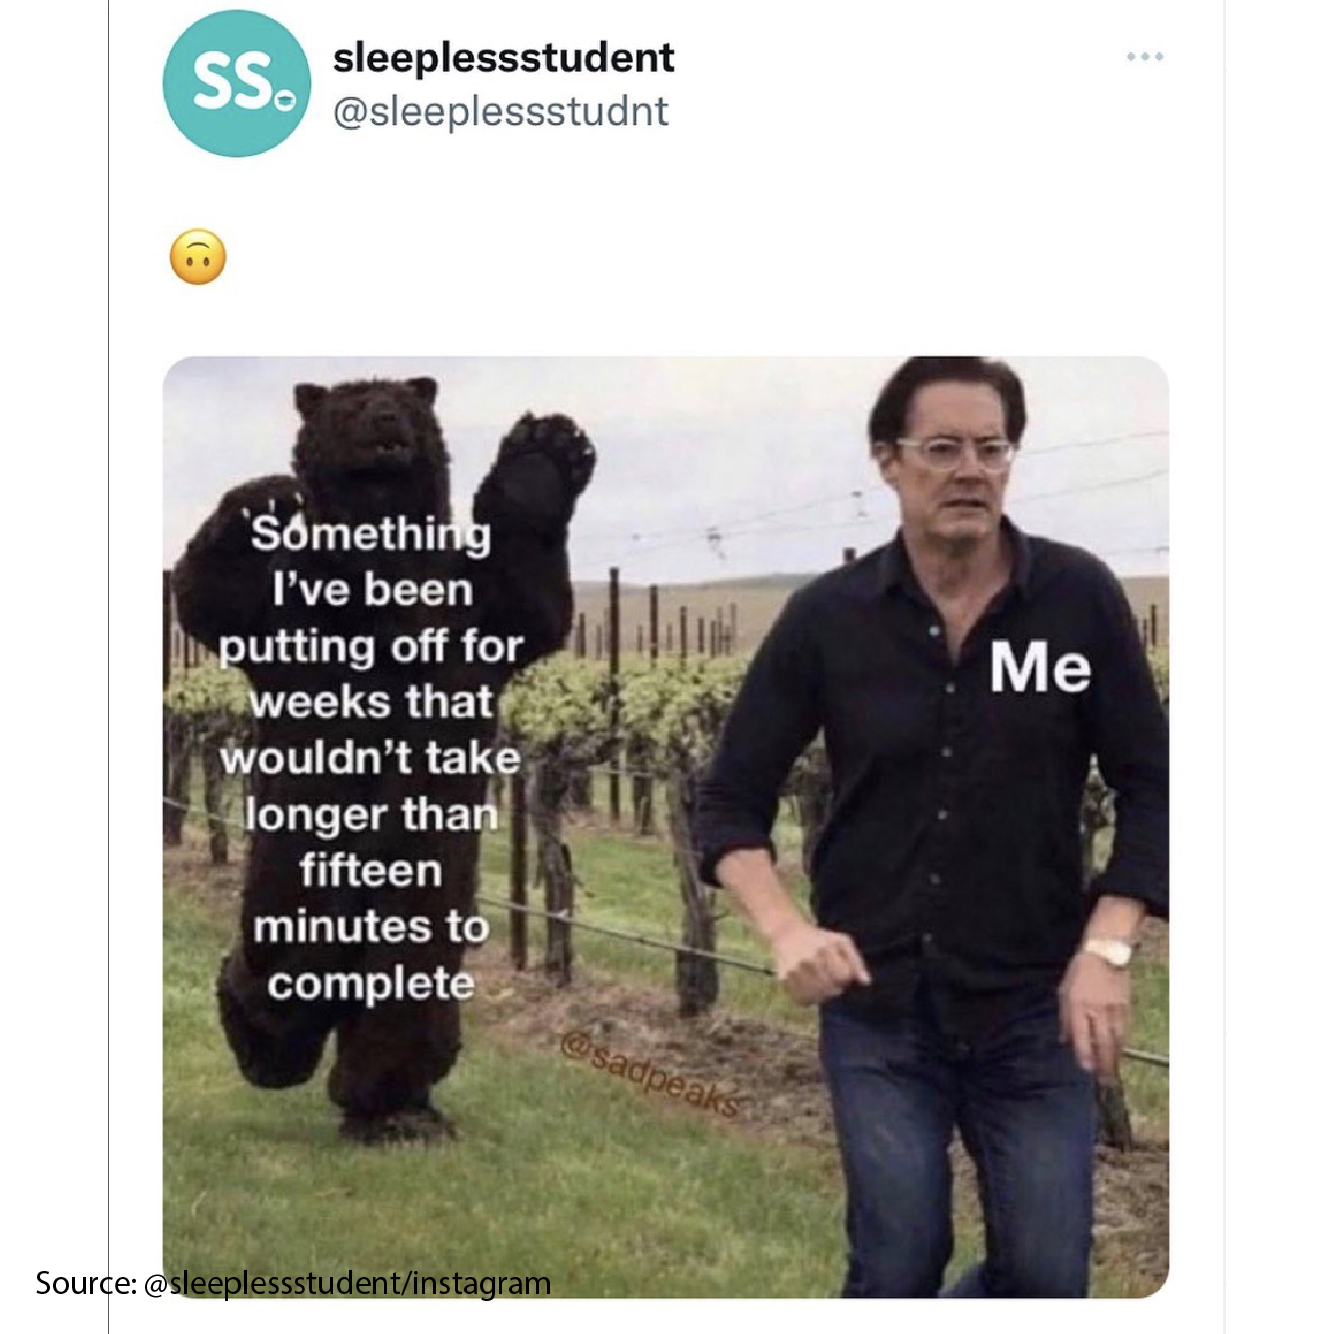 SS.
sleeplessstudent
@sleeplessstudnt
🙃
Something
I've been
putting off for
weeks that
wouldn't take
longer than
fifteen
minutes to
complete
Me
@sadpeaks
Source: @sleeplessstudent/instagram